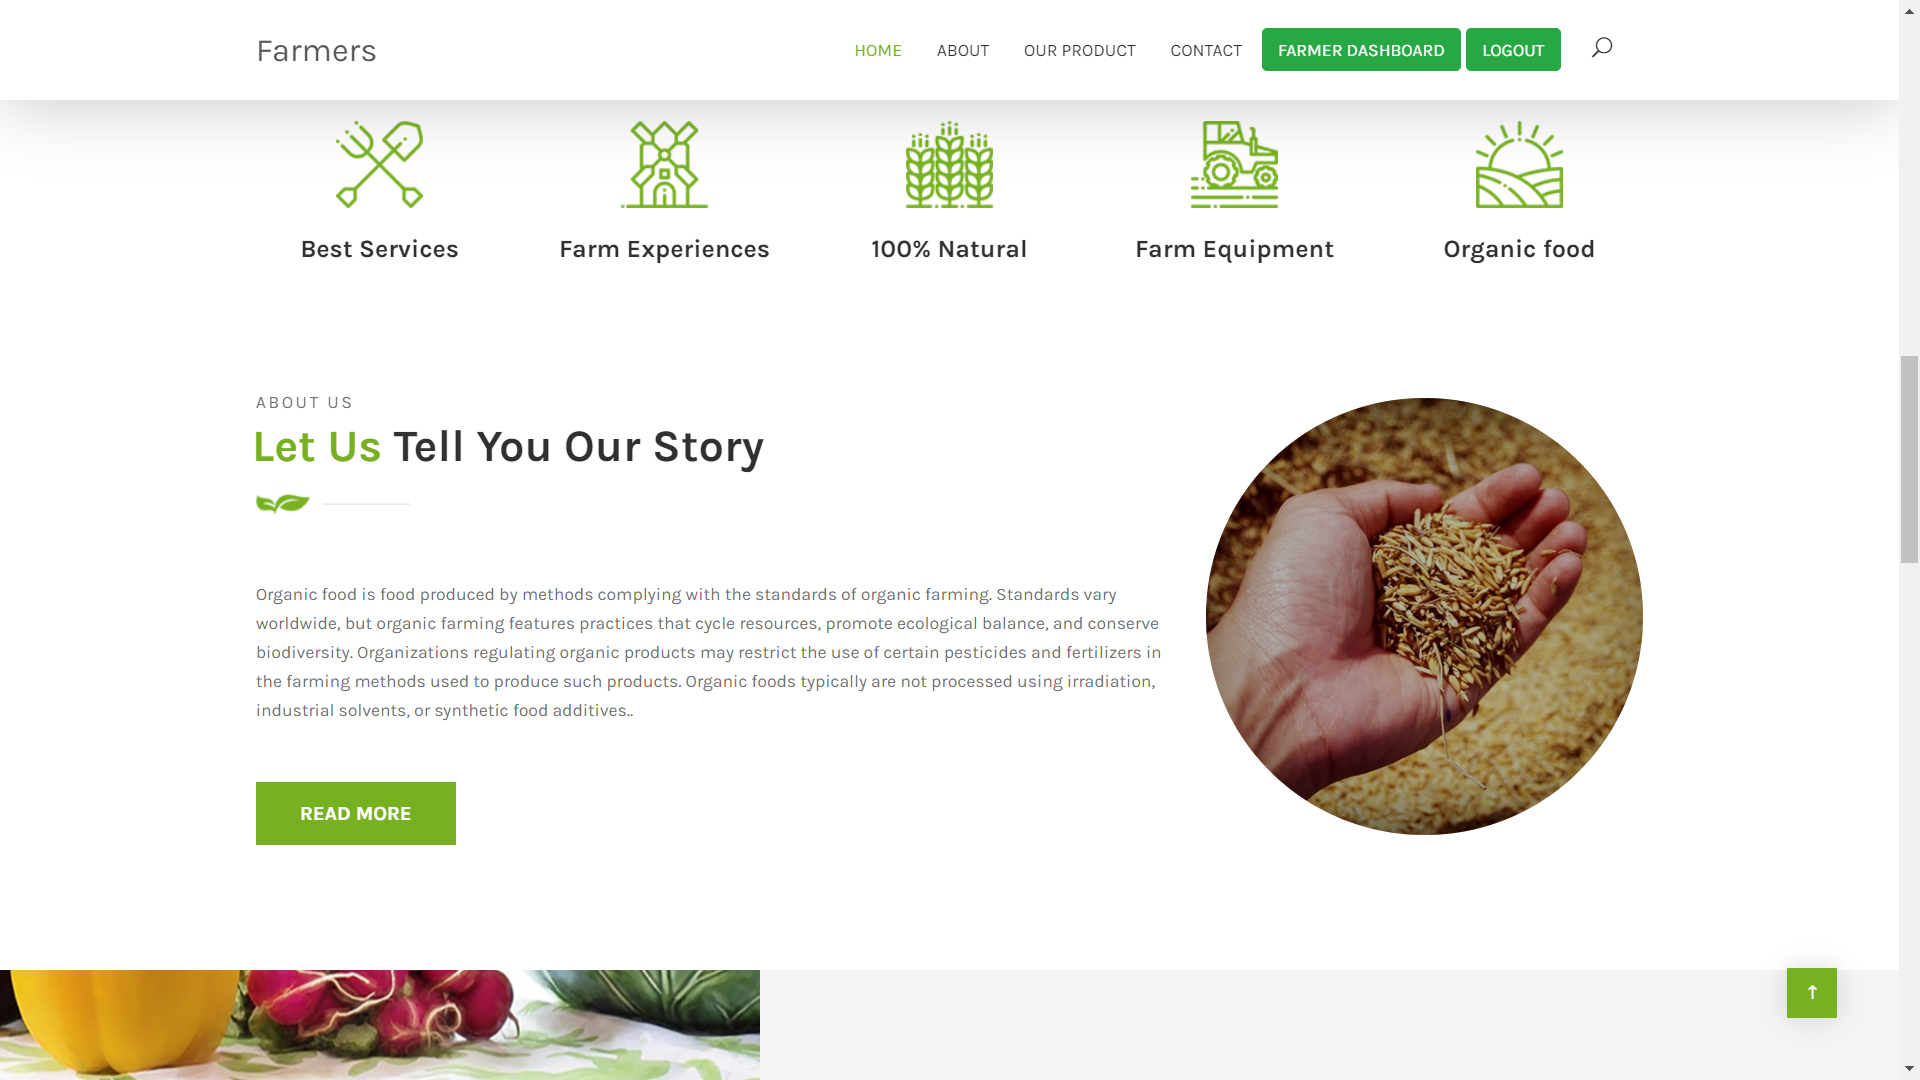 Farmers
HOME ABOUT OUR PRODUCT CONTACT FARMER DASHBOARD LOGOUT
Best Services
Farm Experiences
100% Natural
Farm Equipment
Organic food
ABOUT US
Let Us Tell You Our Story
Organic food is food produced by methods complying with the standards of organic farming. Standards vary
worldwide, but organic farming features practices that cycle resources, promote ecological balance, and conserve
biodiversity. Organizations regulating organic products may restrict the use of certain pesticides and fertilizers in
the farming methods used to produce such products. Organic foods typically are not processed using irradiation,
industrial solvents, or synthetic food additives..
READ MORE